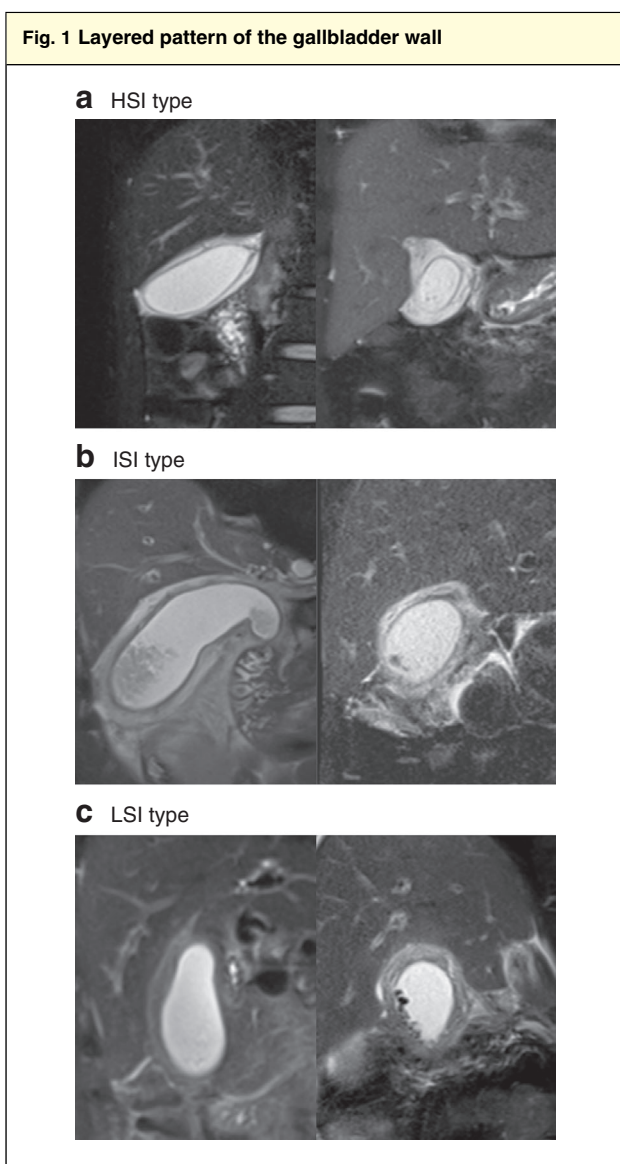 Fig. 1 Layered pattern of the gallbladder wall
a HSI type
b ISI type
c LSI type